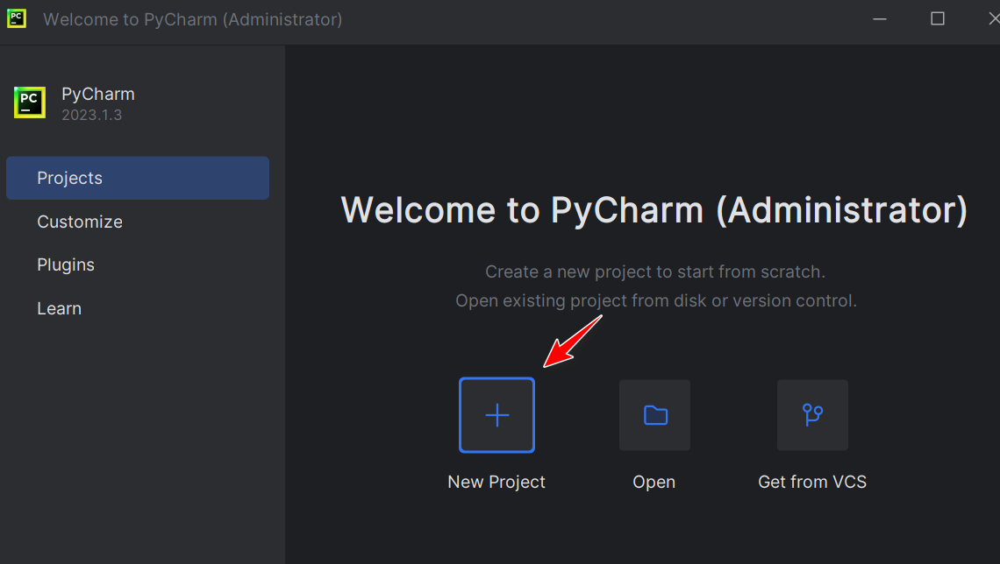 PC Welcome to PyCharm (Administrator)
PC PyCharm
2023.1.3
Projects
Customize
Plugins
Learn
Welcome to PyCharm (Administrator)
Create a new project to start from scratch.
Open existing project from disk or version control.
New Project
Open
Get from VCS